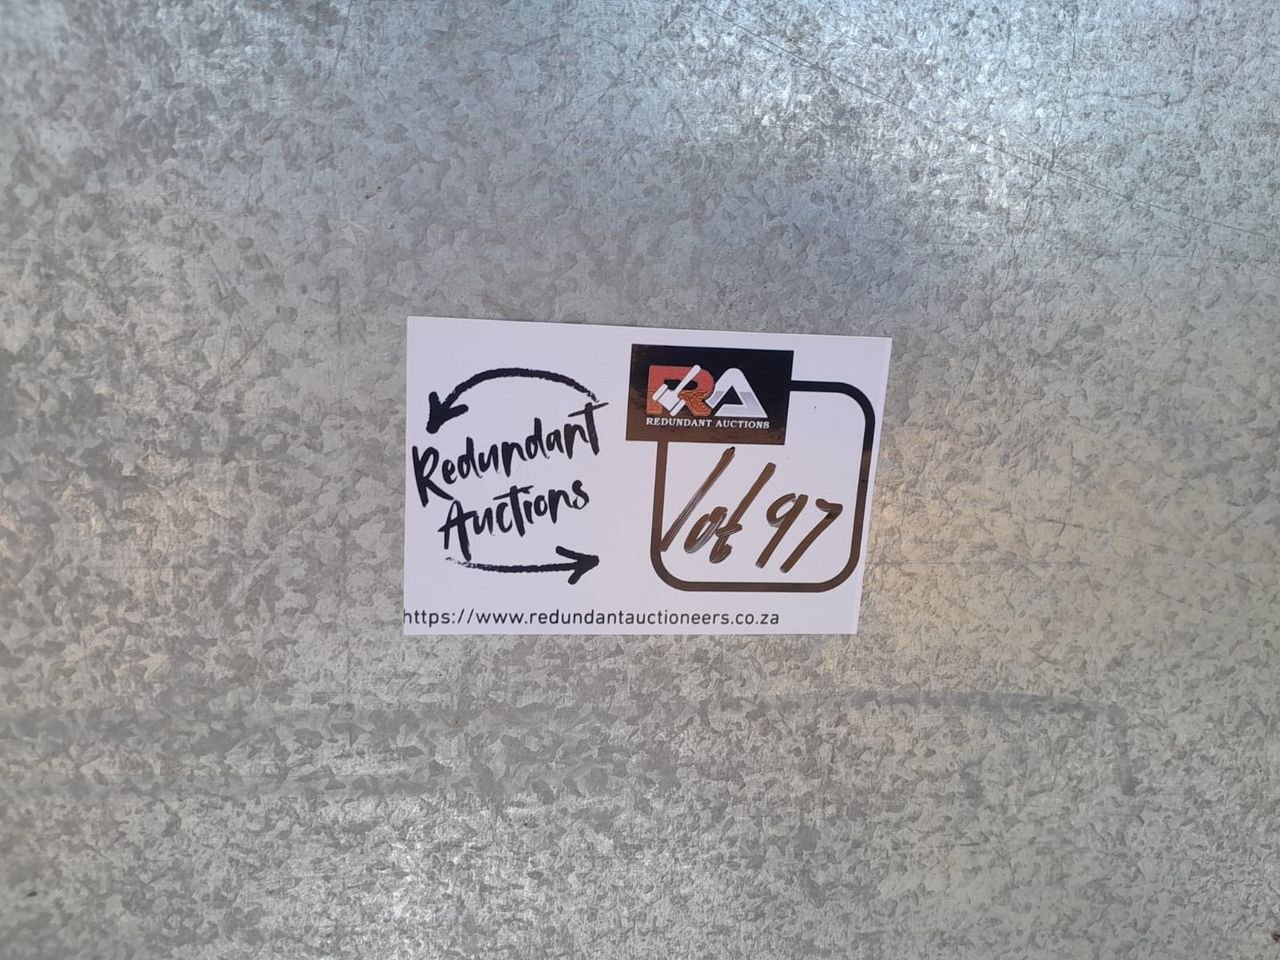 Redundant
Auctions
RA
REDUNDANT AUCTIONS
lot 97
https://www.redundantauctioneers.co.za